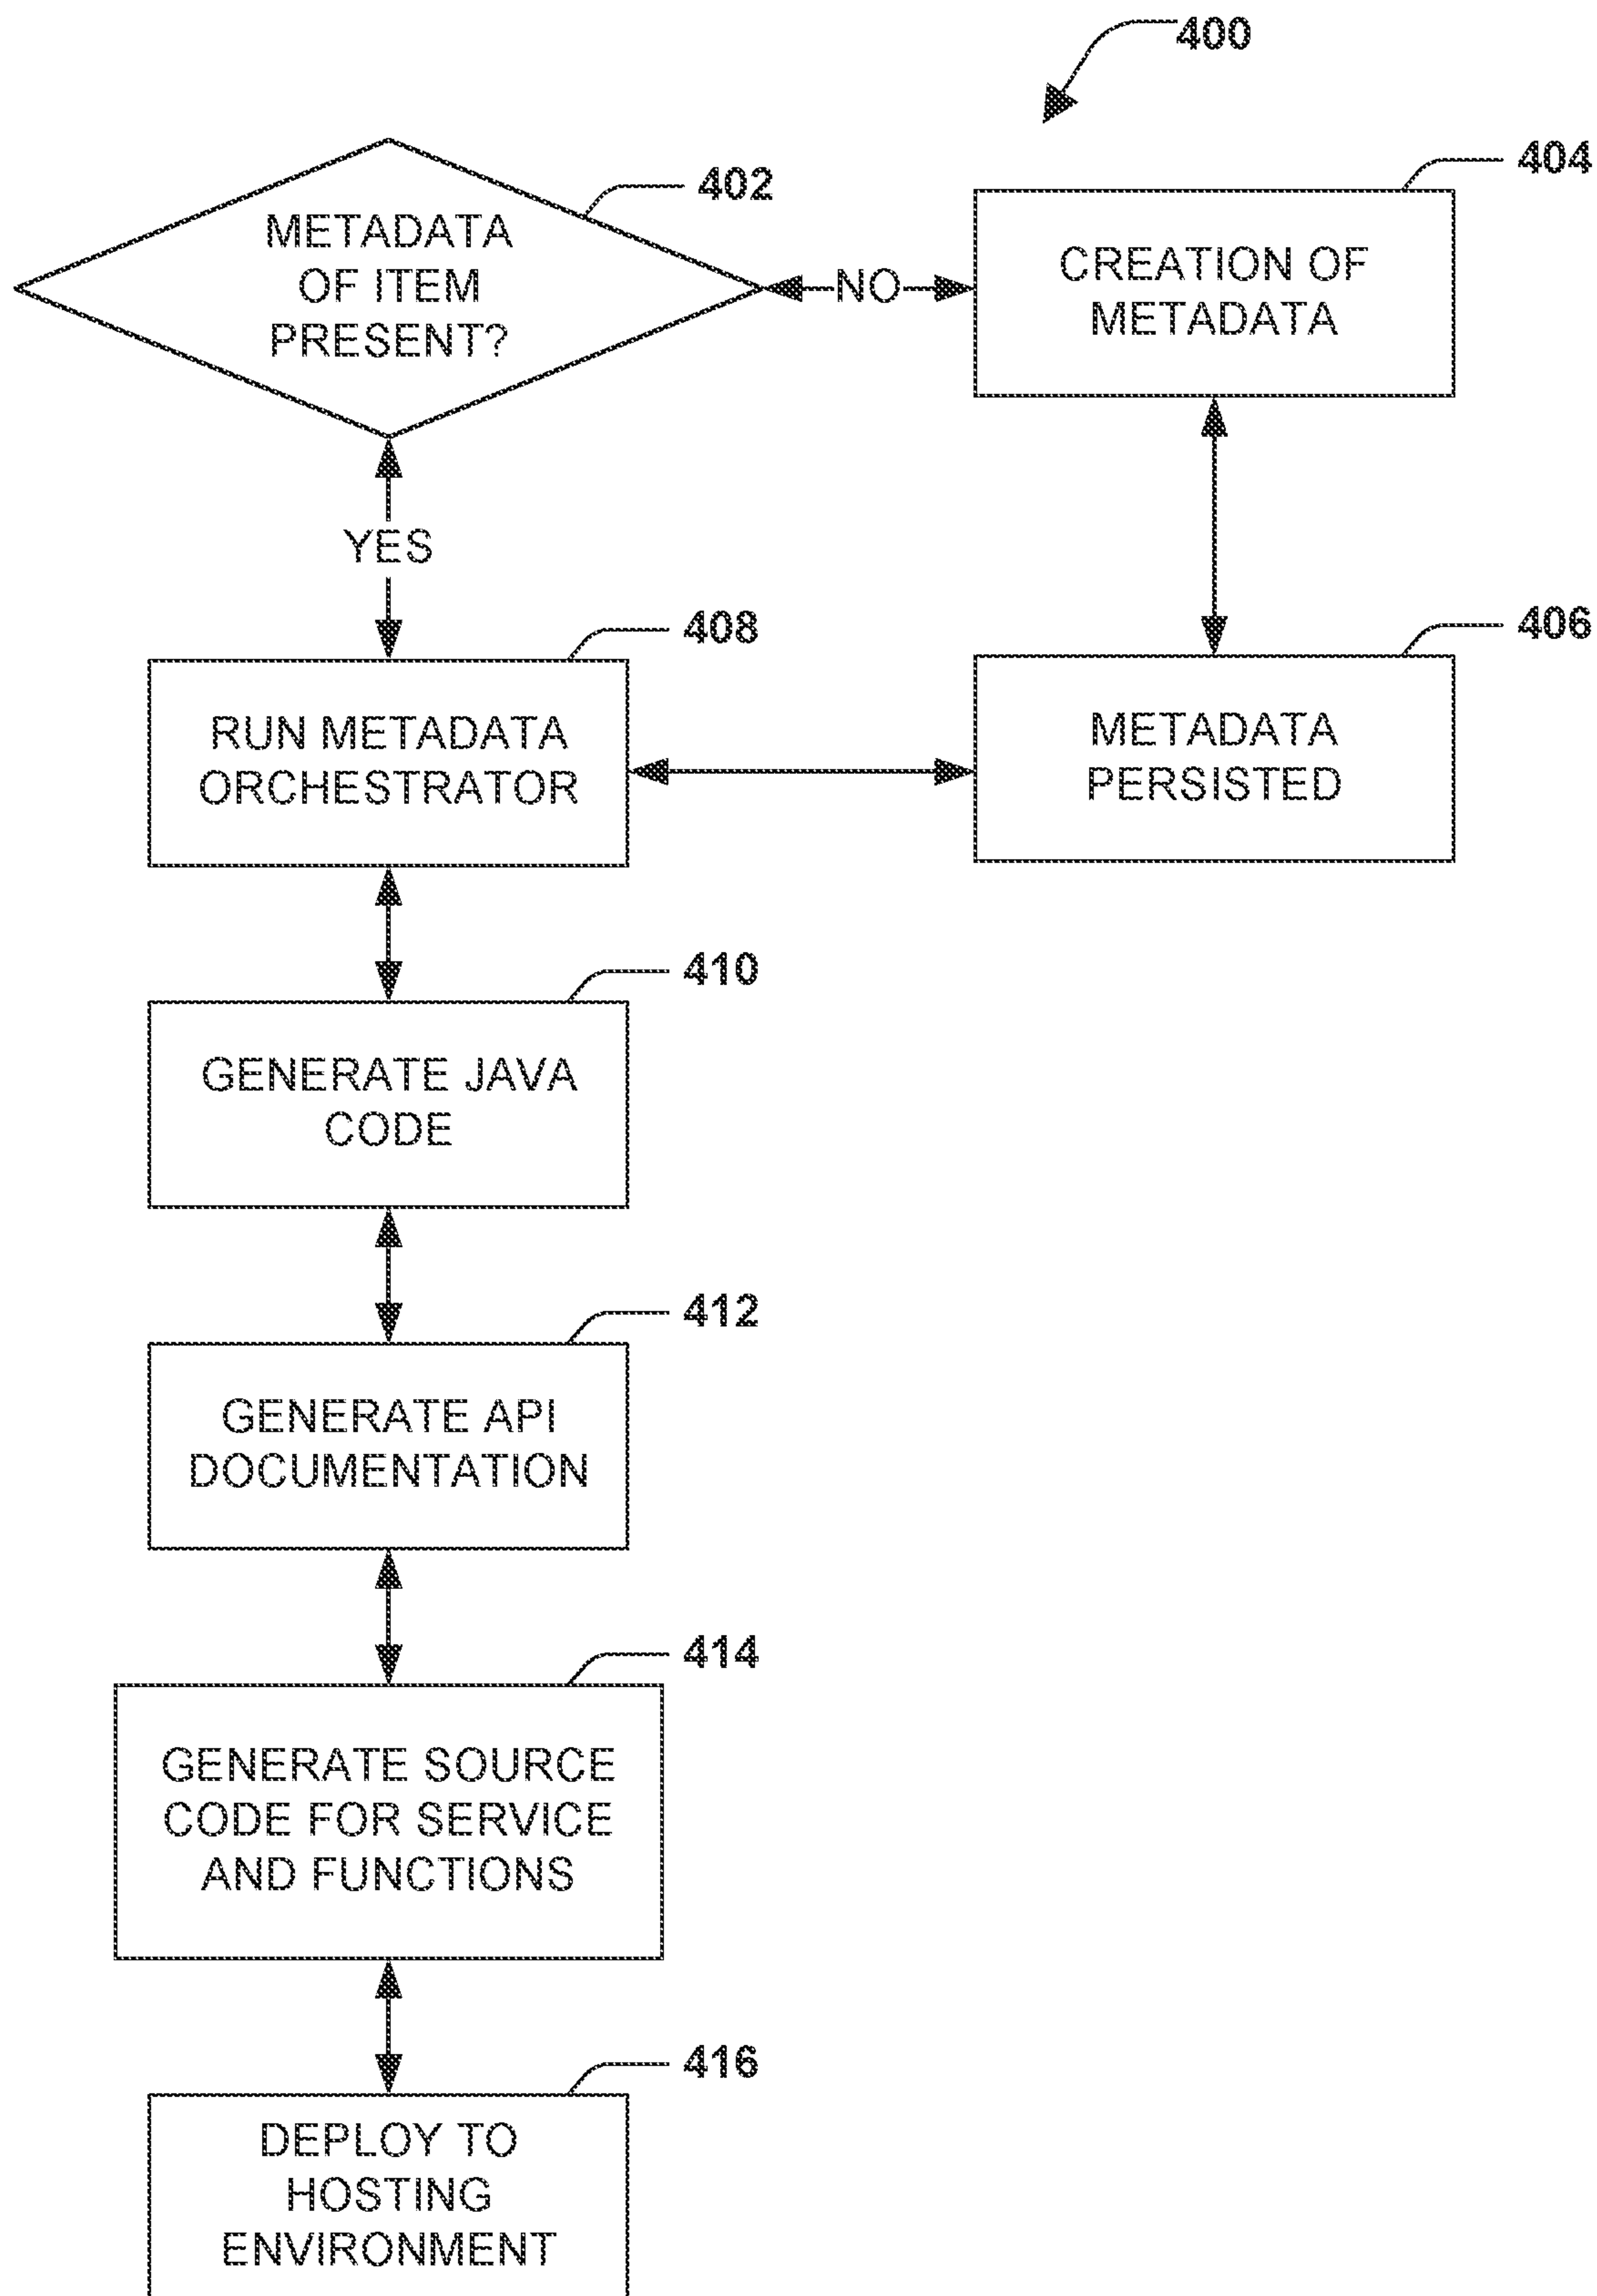 400
402
METADATA
OF ITEM
PRESENT?
NO
404
CREATION OF
METADATA
YES
408
RUN METADATA
ORCHESTRATOR
406
METADATA
PERSISTED
410
GENERATE JAVA
CODE
412
GENERATE API
DOCUMENTATION
414
GENERATE SOURCE
CODE FOR SERVICE
AND FUNCTIONS
416
DEPLOY TO
HOSTING
ENVIRONMENT